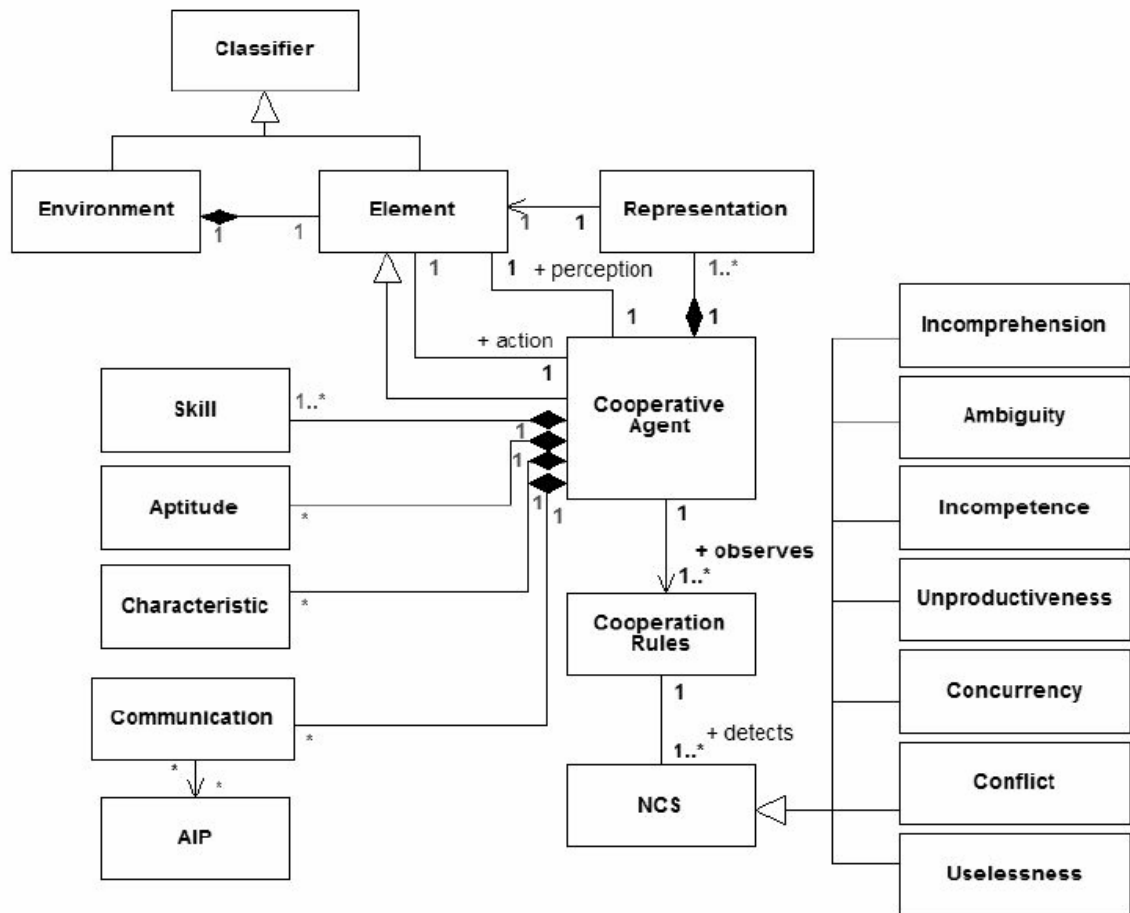 Classifier
Environment
1
1
Element
1
1
Representation
1
1
+ perception
1..*
1
1
+ action
1
Cooperative
Agent
Skill
1..*
1
Aptitude
*
1
Characteristic
*
1
Communication
*
1
*
*
AIP
1
+ observes
1..*
Cooperation
Rules
1
+ detects
1..*
NCS
Incomprehension
Ambiguity
Incompetence
Unproductiveness
Concurrency
Conflict
Uselessness